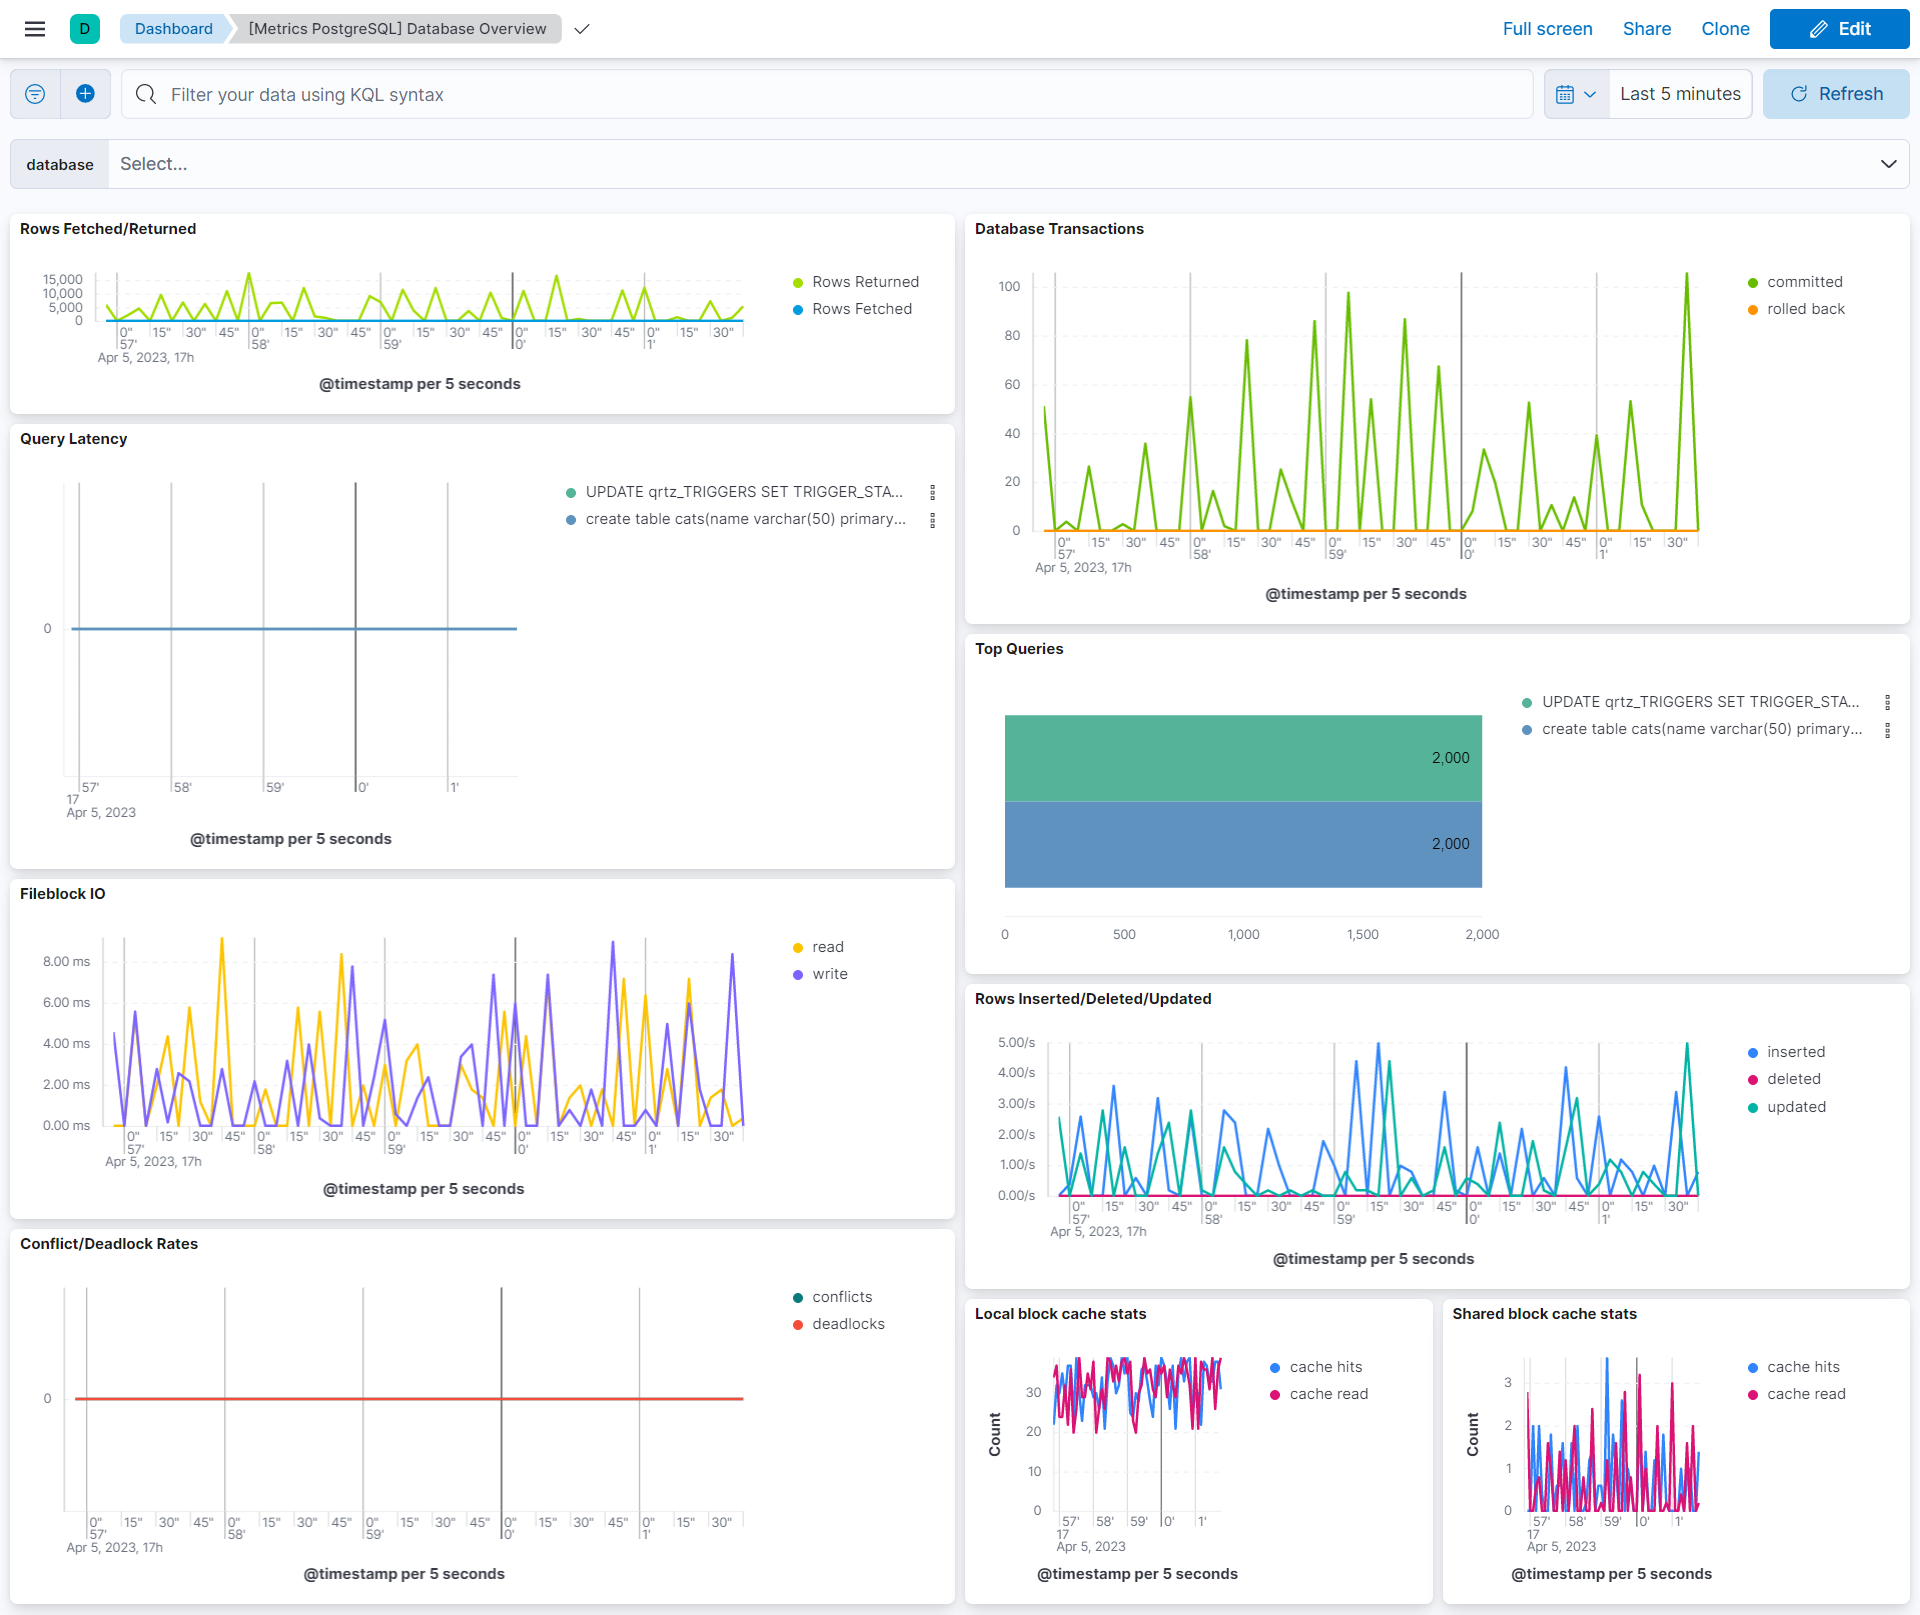 D
Dashboard
[Metrics PostgreSQL] Database Overview
Full screen
Share
Clone
Edit
Filter your data using KQL syntax
Last 5 minutes
Refresh
database
Select...
Rows Fetched/Returned
15,000
10,000
5,000
0
0" 15" 30" 45" 0" 15" 30" 45" 0" 15" 30" 45" 0" 15" 30" 45" 0" 15" 30"
57' 58' 59' 0' 1'
Apr 5, 2023, 17h
@timestamp per 5 seconds
Rows Returned
Rows Fetched
Database Transactions
100
80
60
40
20
0
0" 15" 30" 45" 0" 15" 30" 45" 0" 15" 30" 45" 0" 15" 30" 45" 0" 15" 30"
57' 58' 59' 0' 1'
Apr 5, 2023, 17h
@timestamp per 5 seconds
committed
rolled back
Query Latency
0
57' 58' 59' 0' 1'
17
Apr 5, 2023
@timestamp per 5 seconds
UPDATE qrtz_TRIGGERS SET TRIGGER_STA...
create table cats(name varchar(50) primary...
Top Queries
2,000
2,000
0 500 1,000 1,500 2,000
UPDATE qrtz_TRIGGERS SET TRIGGER_STA...
create table cats(name varchar(50) primary...
Fileblock IO
8.00 ms
6.00 ms
4.00 ms
2.00 ms
0.00 ms
0" 15" 30" 45" 0" 15" 30" 45" 0" 15" 30" 45" 0" 15" 30" 45" 0" 15" 30"
57' 58' 59' 0' 1'
Apr 5, 2023, 17h
@timestamp per 5 seconds
read
write
Rows Inserted/Deleted/Updated
5.00/s
4.00/s
3.00/s
2.00/s
1.00/s
0.00/s
0" 15" 30" 45" 0" 15" 30" 45" 0" 15" 30" 45" 0" 15" 30" 45" 0" 15" 30"
57' 58' 59' 0' 1'
Apr 5, 2023, 17h
@timestamp per 5 seconds
inserted
deleted
updated
Conflict/Deadlock Rates
0
0" 15" 30" 45" 0" 15" 30" 45" 0" 15" 30" 45" 0" 15" 30" 45" 0" 15" 30"
57' 58' 59' 0' 1'
Apr 5, 2023, 17h
@timestamp per 5 seconds
conflicts
deadlocks
Local block cache stats
Count
30
20
10
0
57' 58' 59' 0' 1'
17
Apr 5, 2023
@timestamp per 5 seconds
cache hits
cache read
Shared block cache stats
Count
3
2
1
0
57' 58' 59' 0' 1'
17
Apr 5, 2023
@timestamp per 5 seconds
cache hits
cache read